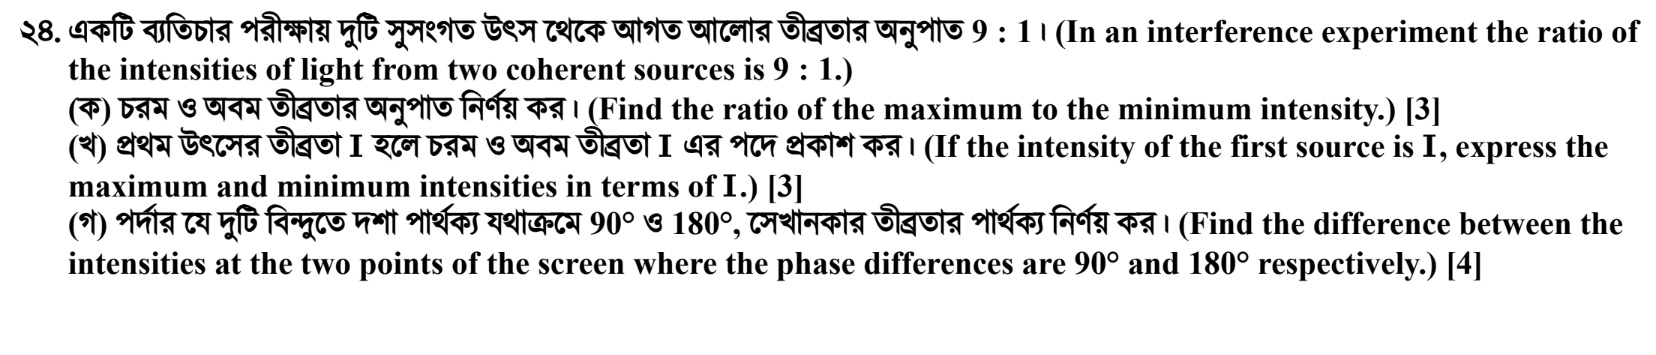 ২৪. একটি ব্যতিচার পরীক্ষায় দুটি সুসংগত উৎস থেকে আগত আলোর তীব্রতার অনুপাত 9 : 1। (In an interference experiment the ratio of
the intensities of light from two coherent sources is 9 : 1.)
(ক) চরম ও অবম তীব্রতার অনুপাত নির্ণয় কর। (Find the ratio of the maximum to the minimum intensity.) [3]
(খ) প্রথম উৎসের তীব্রতা I হলে চরম ও অবম তীব্রতা I এর পদে প্রকাশ কর। (If the intensity of the first source is I, express the
maximum and minimum intensities in terms of I.) [3]
(গ) পর্দার যে দুটি বিন্দুতে দশা পার্থক্য যথাক্রমে 90° ও 180°, সেখানকার তীব্রতার পার্থক্য নির্ণয় কর। (Find the difference between the
intensities at the two points of the screen where the phase differences are 90° and 180° respectively.) [4]